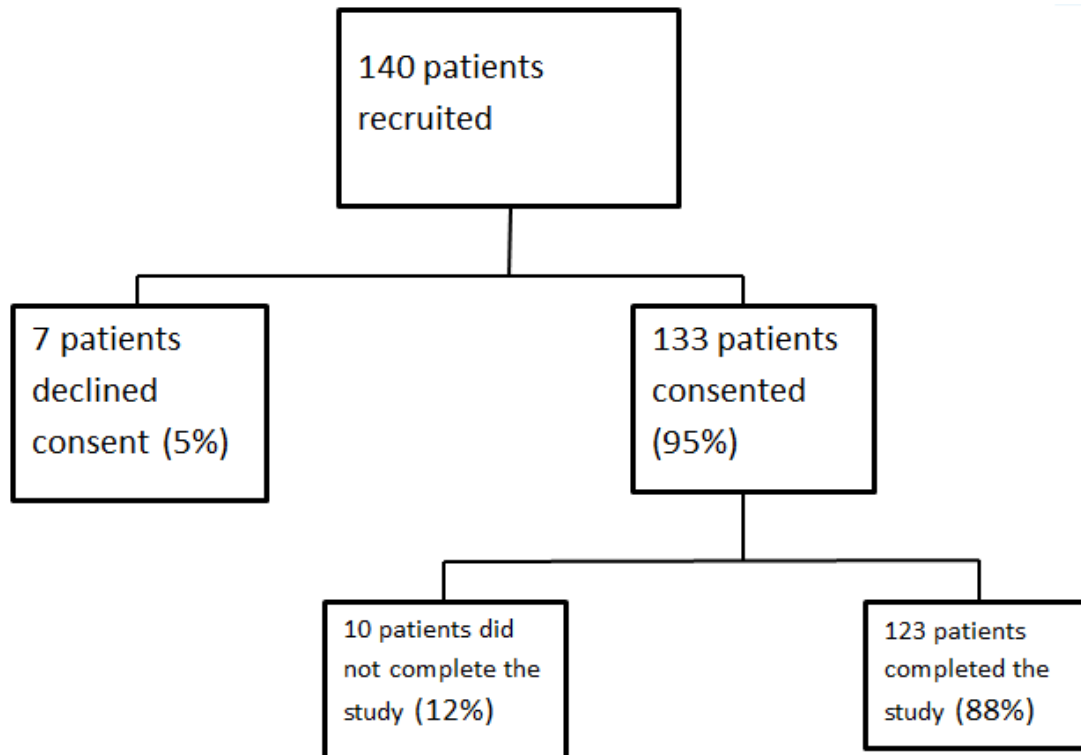 140 patients
recruited
7 patients
declined
consent (5%)
133 patients
consented
(95%)
10 patients did
not complete the
study (12%)
123 patients
completed the
study (88%)